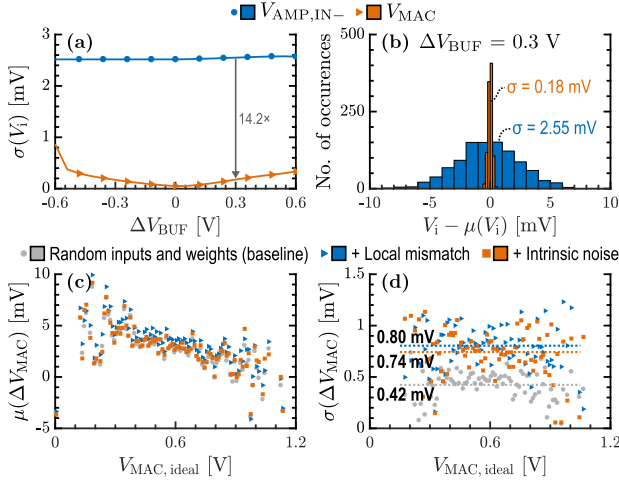 V_AMP,IN− V_MAC
(a)
σ(V_i) [mV]
4
3
2
1
0
14.2×
-0.6 -0.3 0 0.3 0.6
ΔV_BUF [V]
(b) ΔV_BUF = 0.3 V
No. of occurences
500
250
0
σ = 0.18 mV
σ = 2.55 mV
-10 -5 0 5 10
V_i − μ(V_i) [mV]
Random inputs and weights (baseline) + Local mismatch + Intrinsic noise
(c)
μ(ΔV_MAC) [mV]
10
5
0
-5
0 0.6 1.2
V_MAC, ideal [V]
(d)
σ(ΔV_MAC) [mV]
1.5
1
0.5
0
0.80 mV
0.74 mV
0.42 mV
0 0.6 1.2
V_MAC, ideal [V]